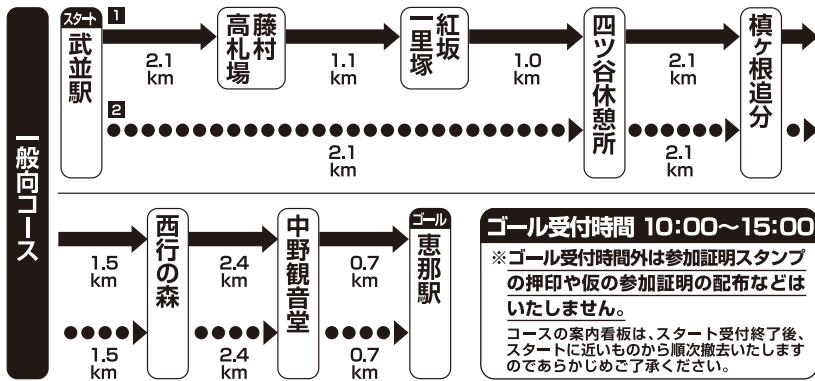 一般向コース
スタート
武並駅
1
2.1
km
藤村
高札場
1.1
km
紅坂
一里塚
1.0
km
四ツ谷休憩所
2.1
km
槙ヶ根追分
2
2.1
km
2.1
km
1.5
km
西行の森
2.4
km
中野観音堂
0.7
km
ゴール
恵那駅
1.5
km
2.4
km
0.7
km
ゴール受付時間 10:00～15:00
※ゴール受付時間外は参加証明スタンプ
の押印や仮の参加証明の配布などは
いたしません。
コースの案内看板は、スタート受付終了後、
スタートに近いものから順次撤去いたします
のであらかじめご了承ください。